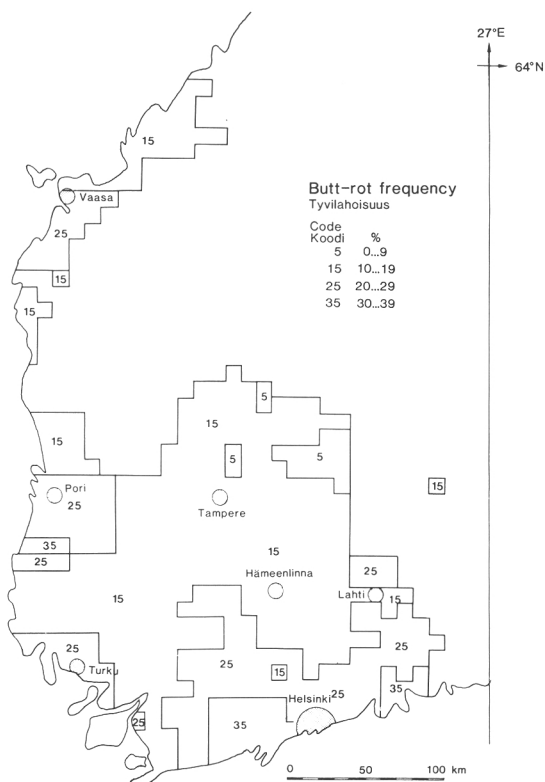 27°E
64°N
15
Vaasa
25
15
15
Butt-rot frequency
Tyvilahoisuus
Code
Koodi %
5 0...9
15 10...19
25 20...29
35 30...39
5
15
15
5
5
Pori
25
15
Tampere
35
25
15
25
Hämeenlinna
Lahti
15
15
25
25
25
Turku
15
35
Helsinki
25
25
35
0 50 100 km